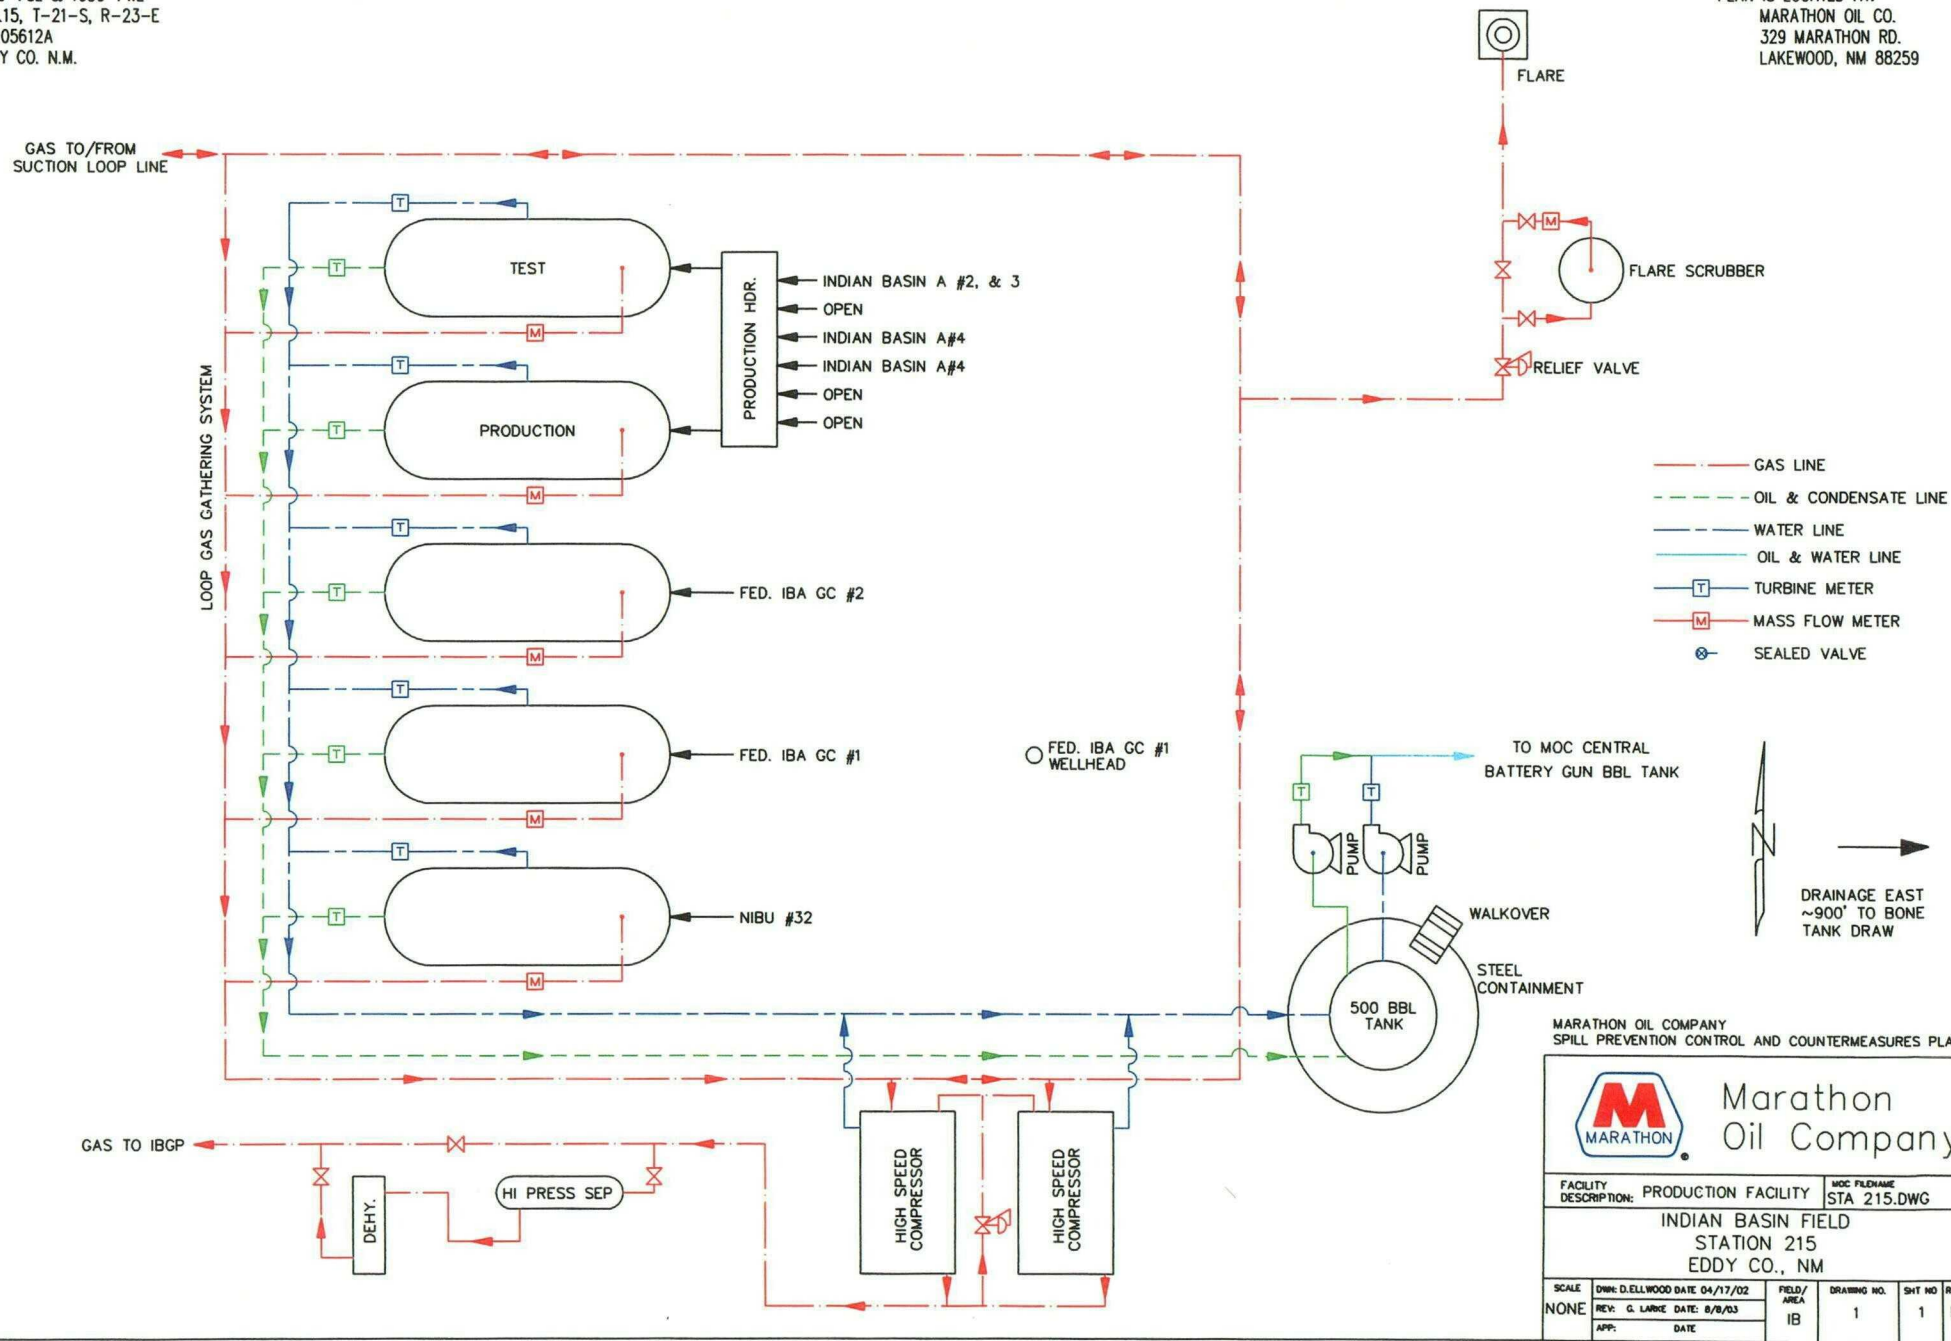 .15, T-21-S, R-23-E
05612A
Y CO. N.M.
MARATHON OIL CO.
329 MARATHON RD.
LAKEWOOD, NM 88259
FLARE
GAS TO/FROM
SUCTION LOOP LINE
T
TEST
T
M
PRODUCTION HDR.
INDIAN BASIN A #2, & 3
OPEN
INDIAN BASIN A#4
INDIAN BASIN A#4
OPEN
OPEN
M
FLARE SCRUBBER
RELIEF VALVE
LOOP GAS GATHERING SYSTEM
T
PRODUCTION
T
M
T
T
FED. IBA GC #2
M
T
T
FED. IBA GC #1
M
T
T
NIBU #32
M
FED. IBA GC #1
WELLHEAD
GAS LINE
OIL & CONDENSATE LINE
WATER LINE
OIL & WATER LINE
T TURBINE METER
M MASS FLOW METER
SEALED VALVE
TO MOC CENTRAL
BATTERY GUN BBL TANK
T
T
PUMP
PUMP
N
DRAINAGE EAST
~900' TO BONE
TANK DRAW
WALKOVER
STEEL
CONTAINMENT
500 BBL
TANK
GAS TO IBGP
DEHY.
HI PRESS SEP
HIGH SPEED
COMPRESSOR
HIGH SPEED
COMPRESSOR
MARATHON OIL COMPANY
SPILL PREVENTION CONTROL AND COUNTERMEASURES PLA
M
MARATHON
®
Marathon
Oil Company
FACILITY
DESCRIPTION: PRODUCTION FACILITY
MOC FILENAME
STA 215.DWG
INDIAN BASIN FIELD
STATION 215
EDDY CO., NM
SCALE
NONE
DWN: D.ELLWOOD DATE 04/17/02
REV: G. LARKE DATE: 8/8/03
APP: DATE
FIELD/
AREA
IB
DRAWING NO.
1
SHT NO
1